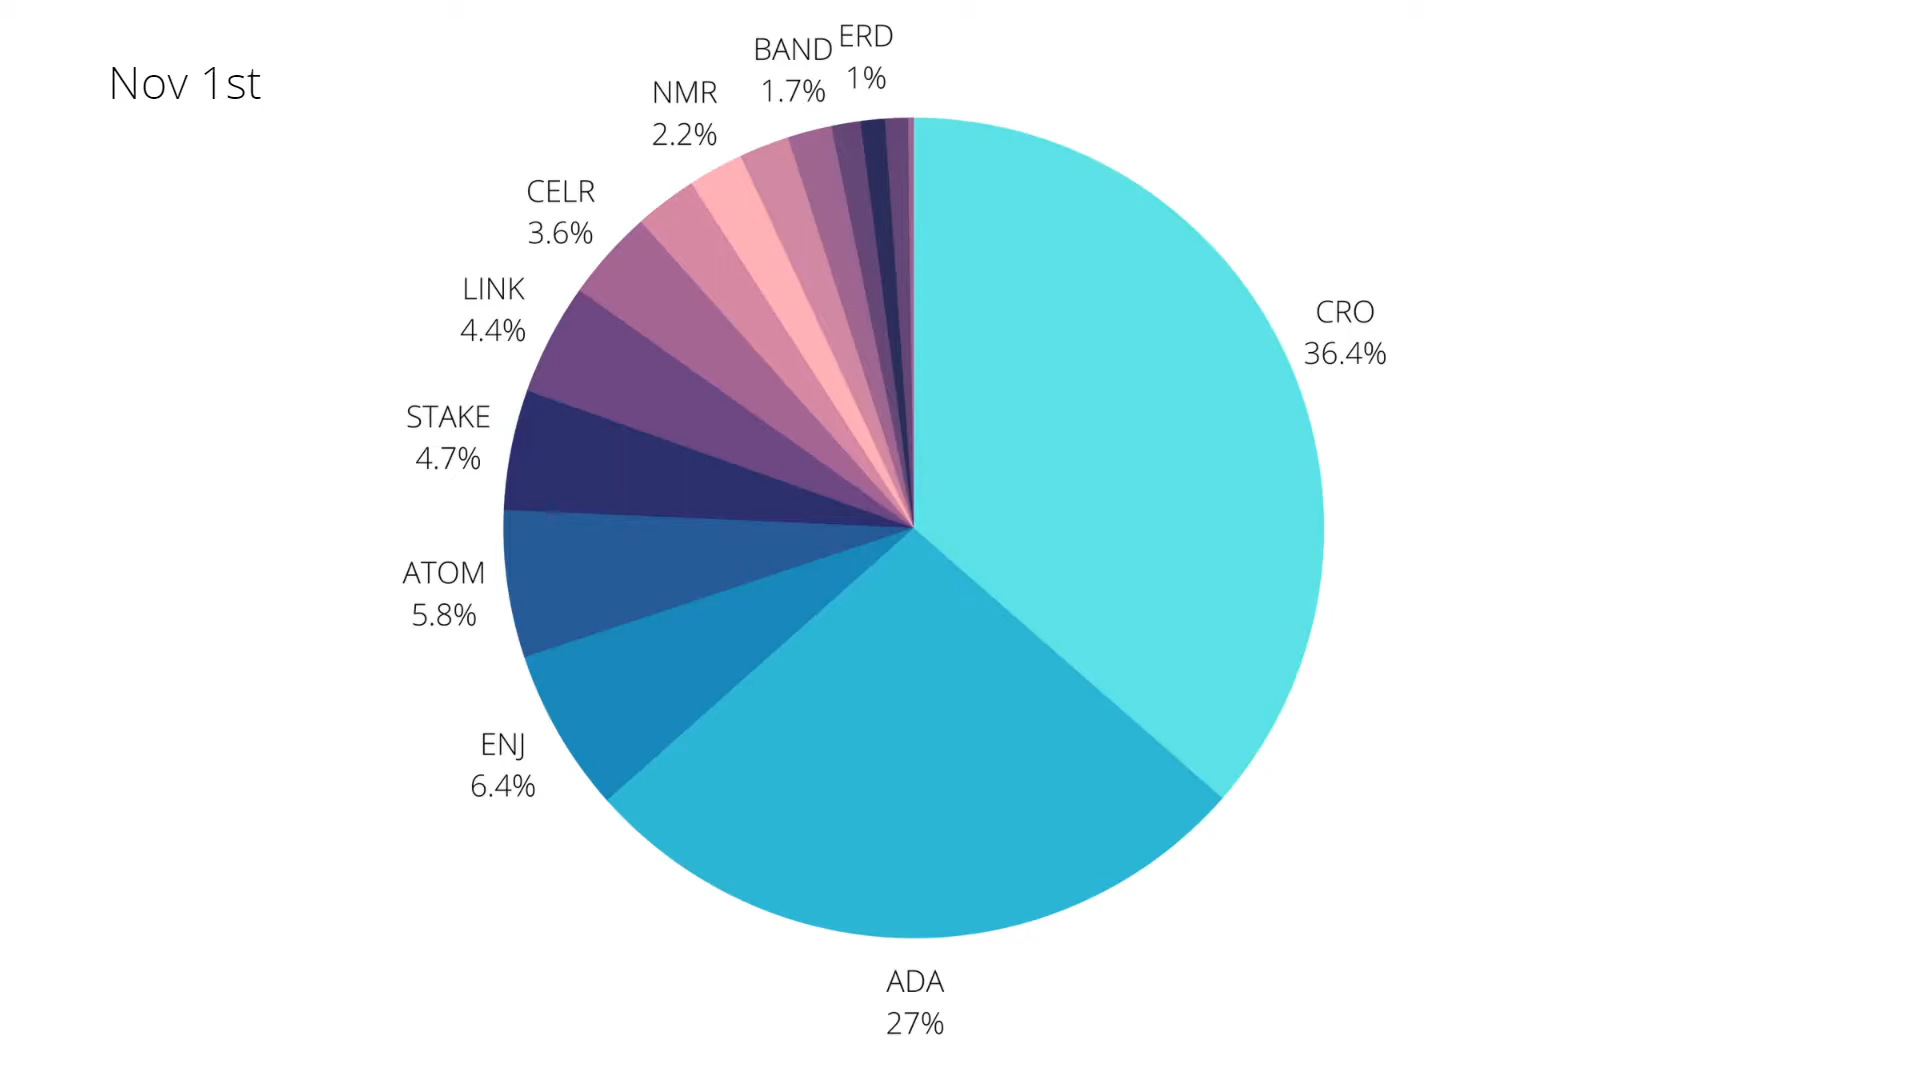 Nov 1st
ERD
1%
BAND
1.7%
NMR
2.2%
CELR
3.6%
LINK
4.4%
STAKE
4.7%
ATOM
5.8%
ENJ
6.4%
ADA
27%
CRO
36.4%